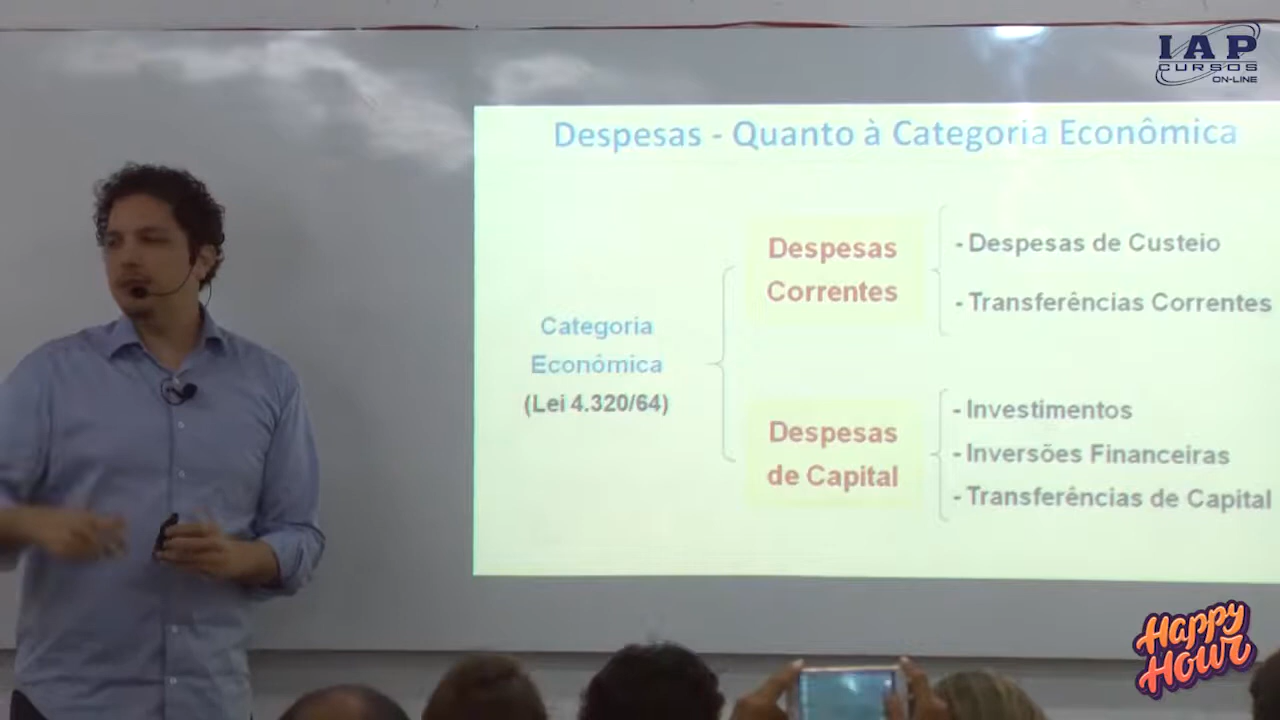 IAP
CURSOS
ON-LINE
Despesas - Quanto à Categoria Econômica
Categoria
Econômica
(Lei 4.320/64)
Despesas
Correntes
- Despesas de Custeio
- Transferências Correntes
Despesas
de Capital
- Investimentos
- Inversões Financeiras
- Transferências de Capital
Happy
Hour